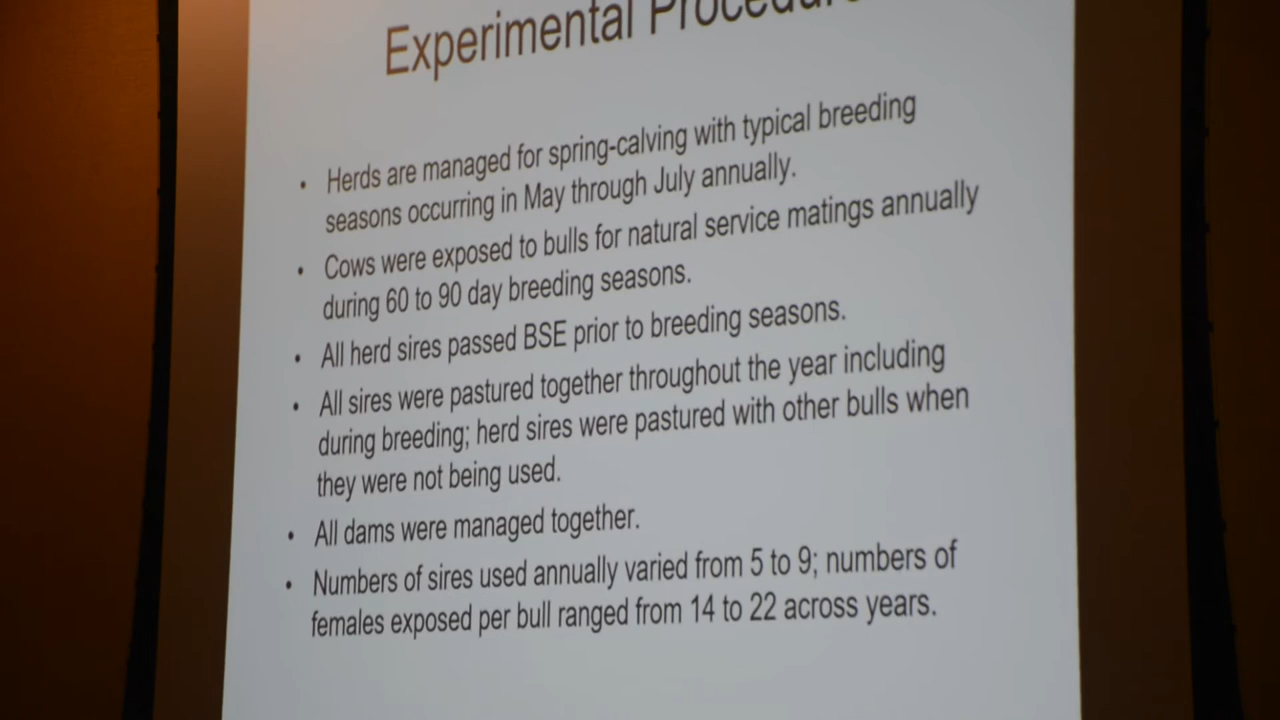 Experimental Procedure
• Herds are managed for spring-calving with typical breeding
seasons occurring in May through July annually.
• Cows were exposed to bulls for natural service matings annually
during 60 to 90 day breeding seasons.
• All herd sires passed BSE prior to breeding seasons.
• All sires were pastured together throughout the year including
during breeding; herd sires were pastured with other bulls when
they were not being used.
• All dams were managed together.
• Numbers of sires used annually varied from 5 to 9; numbers of
females exposed per bull ranged from 14 to 22 across years.